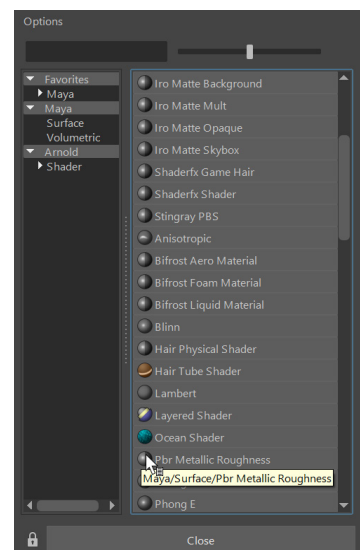 Options
Favorites
Maya
Maya
Surface
Volumetric
Arnold
Shader
Iro Matte Background
Iro Matte Mult
Iro Matte Opaque
Iro Matte Skybox
Shaderfx Game Hair
Shaderfx Shader
Stingray PBS
Anisotropic
Bifrost Aero Material
Bifrost Foam Material
Bifrost Liquid Material
Blinn
Hair Physical Shader
Hair Tube Shader
Lambert
Layered Shader
Ocean Shader
Pbr Metallic Roughness
Maya/Surface/Pbr Metallic Roughness
Phong E
Close